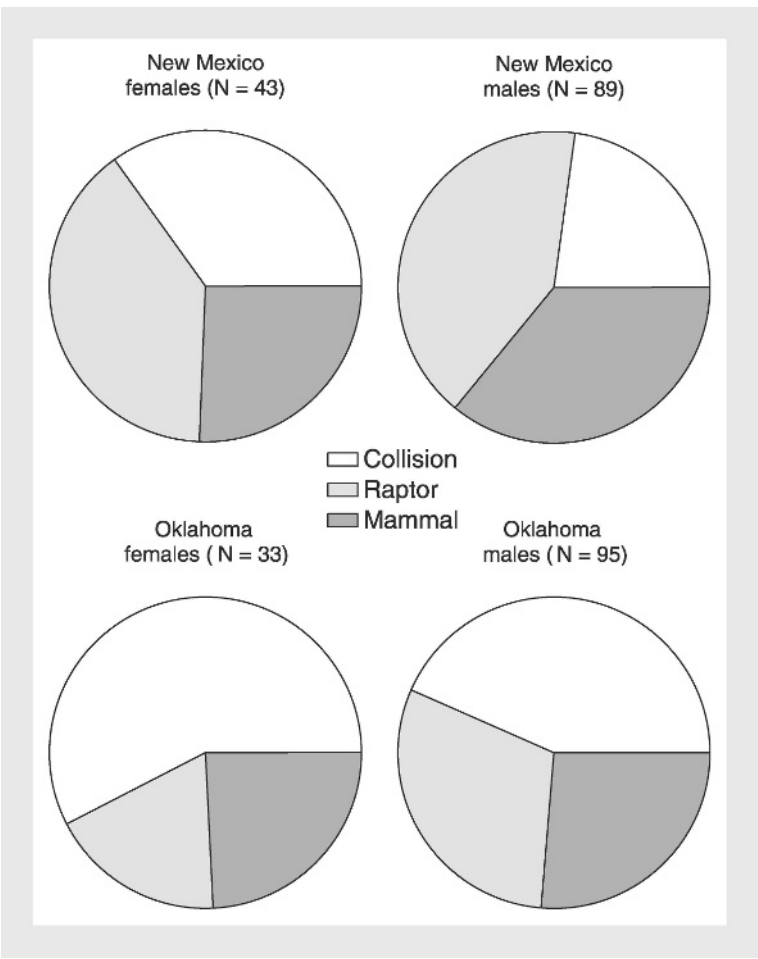 New Mexico
females (N = 43)
New Mexico
males (N = 89)
Collision
Raptor
Mammal
Oklahoma
females ( N = 33)
Oklahoma
males ( N = 95)